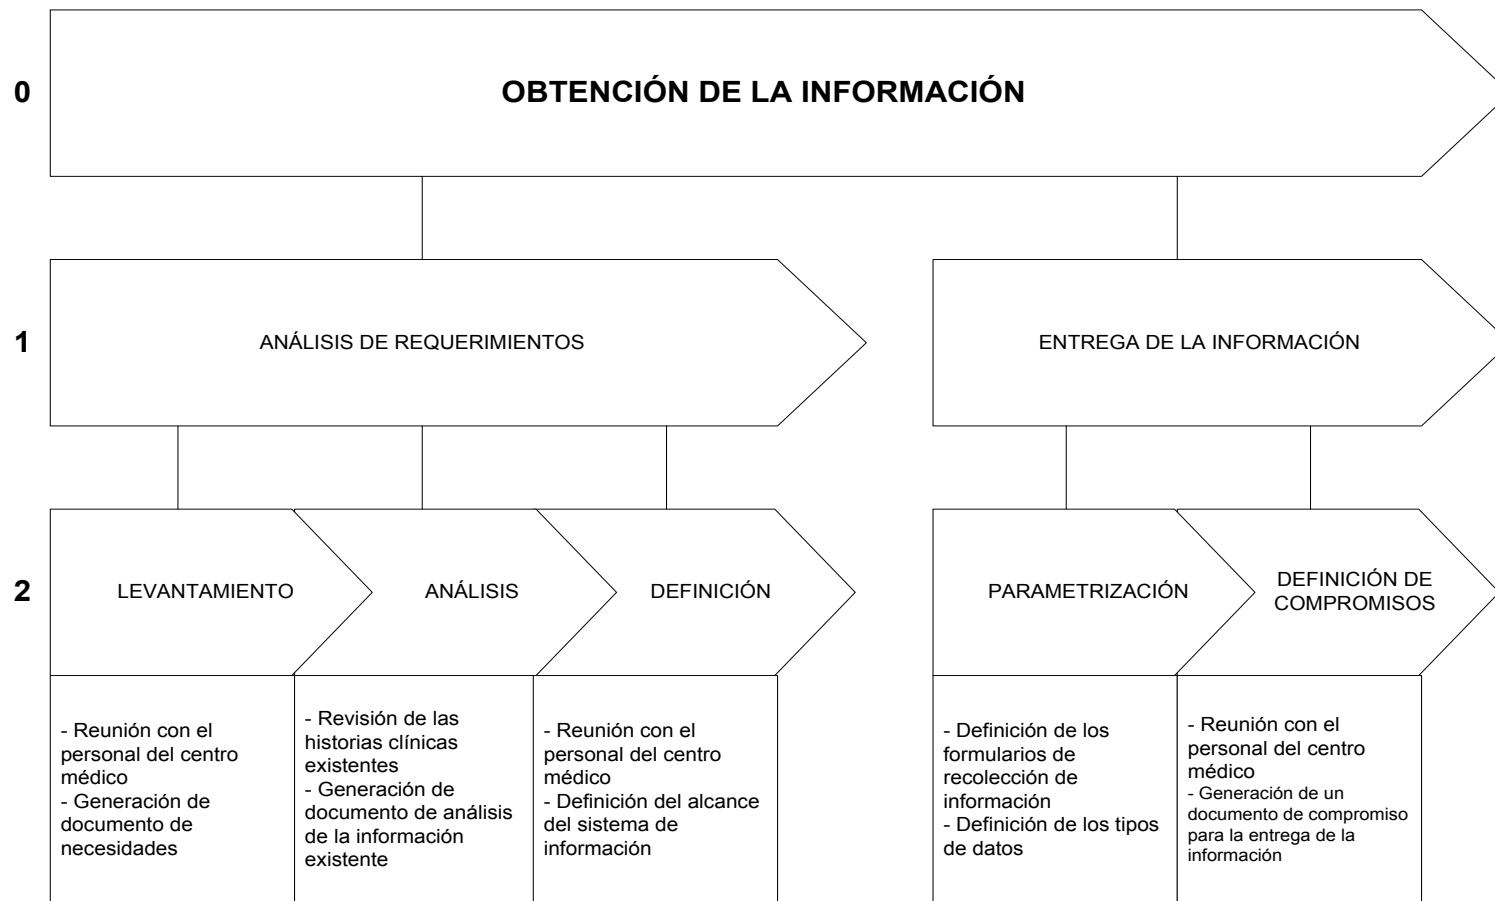 0
OBTENCIÓN DE LA INFORMACIÓN
1
ANÁLISIS DE REQUERIMIENTOS
ENTREGA DE LA INFORMACIÓN
2
LEVANTAMIENTO
ANÁLISIS
DEFINICIÓN
PARAMETRIZACIÓN
DEFINICIÓN DE
COMPROMISOS
- Reunión con el
personal del centro
médico
- Generación de
documento de
necesidades
- Revisión de las
historias clínicas
existentes
- Generación de
documento de análisis
de la información
existente
- Reunión con el
personal del centro
médico
- Definición del alcance
del sistema de
información
- Definición de los
formularios de
recolección de
información
- Definición de los tipos
de datos
- Reunión con el
personal del centro
médico
- Generación de un
documento de compromiso
para la entrega de la
información